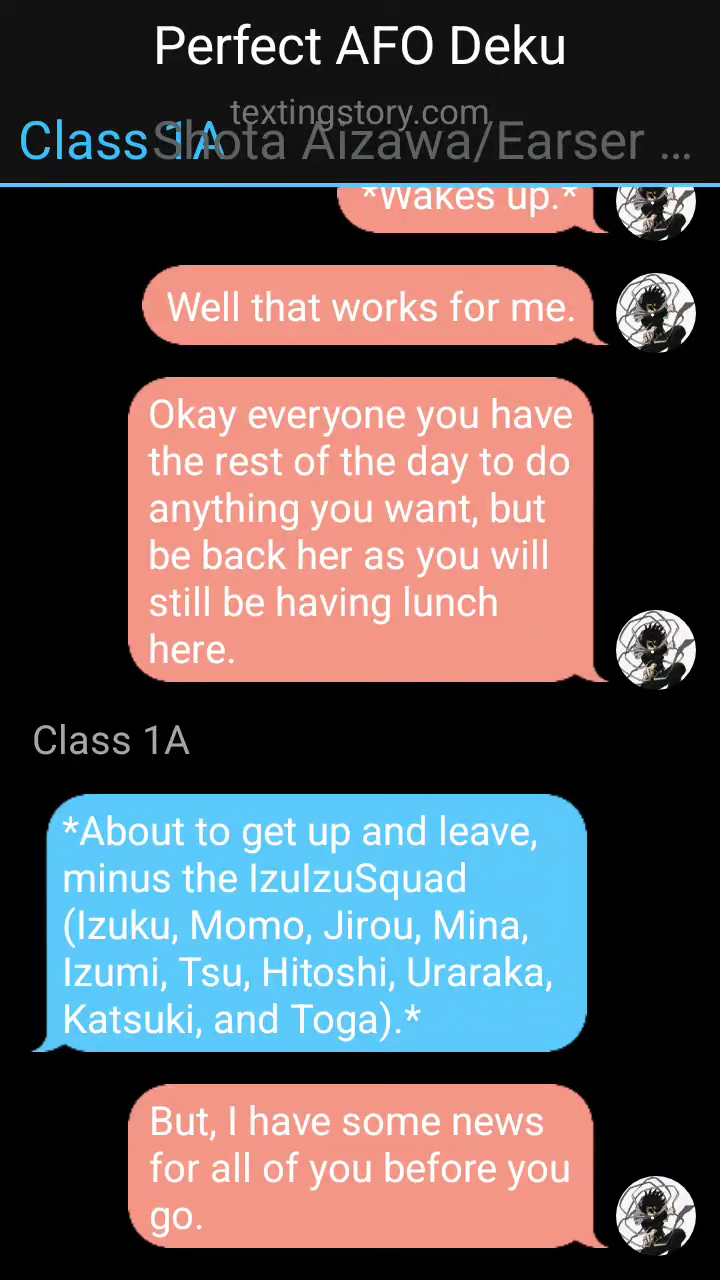 Perfect AFO Deku
textingstory.com
Class 1A
Shota Aizawa/Earser ...
*Wakes up.*
Well that works for me.
Okay everyone you have
the rest of the day to do
anything you want, but
be back her as you will
still be having lunch
here.
Class 1A
*About to get up and leave,
minus the IzuIzuSquad
(Izuku, Momo, Jirou, Mina,
Izumi, Tsu, Hitoshi, Uraraka,
Katsuki, and Toga).*
But, I have some news
for all of you before you
go.